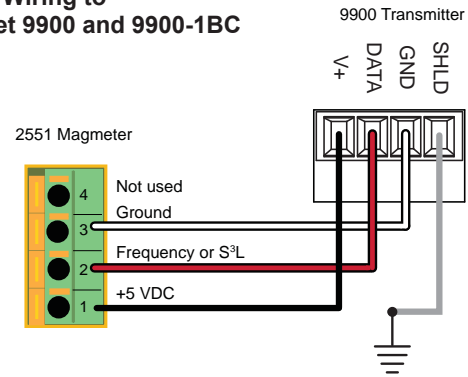 Wiring to
et 9900 and 9900-1BC
9900 Transmitter
V+
DATA
GND
SHLD
2551 Magmeter
4 Not used
3 Ground
2 Frequency or S³L
1 +5 VDC